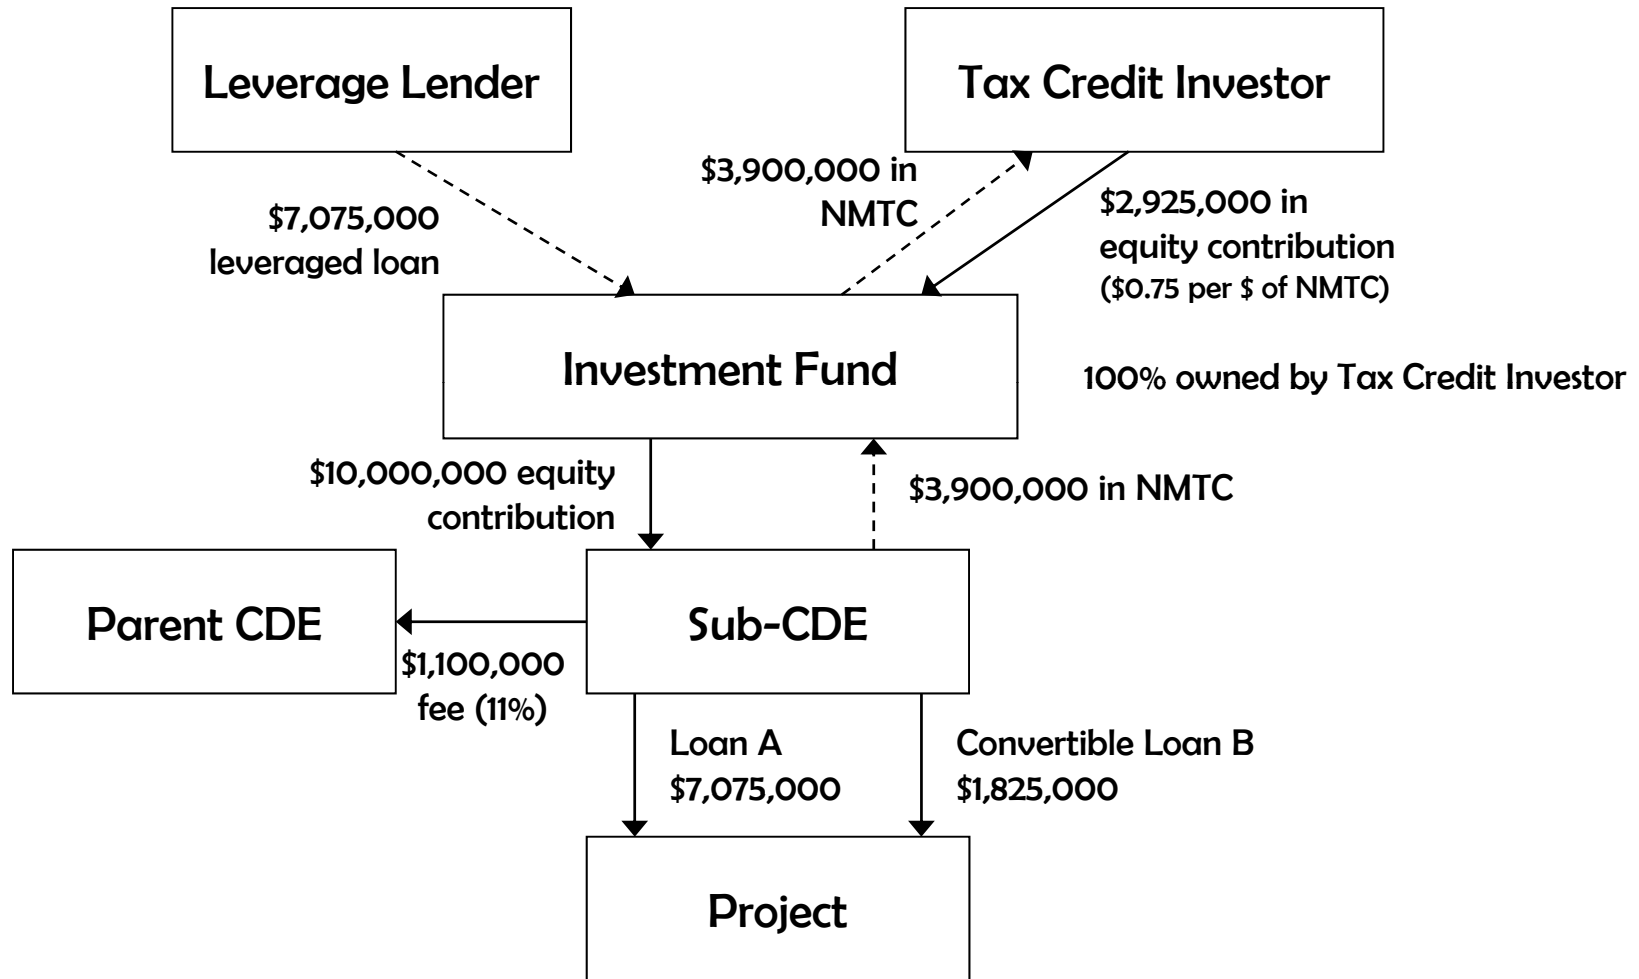 Leverage Lender
Tax Credit Investor
$7,075,000
leveraged loan
$3,900,000 in
NMTC
$2,925,000 in
equity contribution
($0.75 per $ of NMTC)
Investment Fund
100% owned by Tax Credit Investor
$10,000,000 equity
contribution
$3,900,000 in NMTC
Parent CDE
$1,100,000
fee (11%)
Sub-CDE
Loan A
$7,075,000
Convertible Loan B
$1,825,000
Project